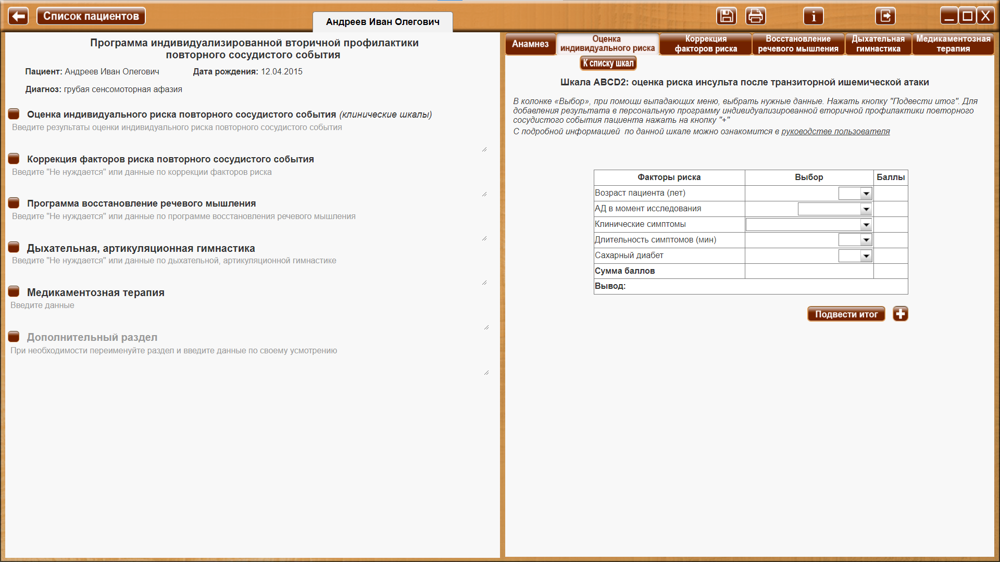 Список пациентов
Андреев Иван Олегович
Программа индивидуализированной вторичной профилактики
повторного сосудистого события
Пациент: Андреев Иван Олегович Дата рождения: 12.04.2015
Диагноз: грубая сенсомоторная афазия
Оценка индивидуального риска повторного сосудистого события (клинические шкалы)
Введите результаты оценки индивидуального риска повторного сосудистого события
Коррекция факторов риска повторного сосудистого события
Введите "Не нуждается" или данные по коррекции факторов риска
Программа восстановление речевого мышления
Введите "Не нуждается" или данные по программе восстановления речевого мышления
Дыхательная, артикуляционная гимнастика
Введите "Не нуждается" или данные по дыхательной, артикуляционной гимнастике
Медикаментозная терапия
Введите данные
Дополнительный раздел
При необходимости переименуйте раздел и введите данные по своему усмотрению
Анамнез
Оценка
индивидуального риска
Коррекция
факторов риска
Восстановление
речевого мышления
Дыхательная
гимнастика
Медикаментозная
терапия
К списку шкал
Шкала ABCD2: оценка риска инсульта после транзиторной ишемической атаки
В колонке «Выбор», при помощи выпадающих меню, выбрать нужные данные. Нажать кнопку "Подвести итог". Для
добавления результата в персональную программу индивидуализированной вторичной профилактики повторного
сосудистого события пациента нажать на кнопку "+"
С подробной информацией по данной шкале можно ознакомится в руководстве пользователя
Факторы риска Выбор Баллы
Возраст пациента (лет)
АД в момент исследования
Клинические симптомы
Длительность симптомов (мин)
Сахарный диабет
Сумма баллов
Вывод:
Подвести итог